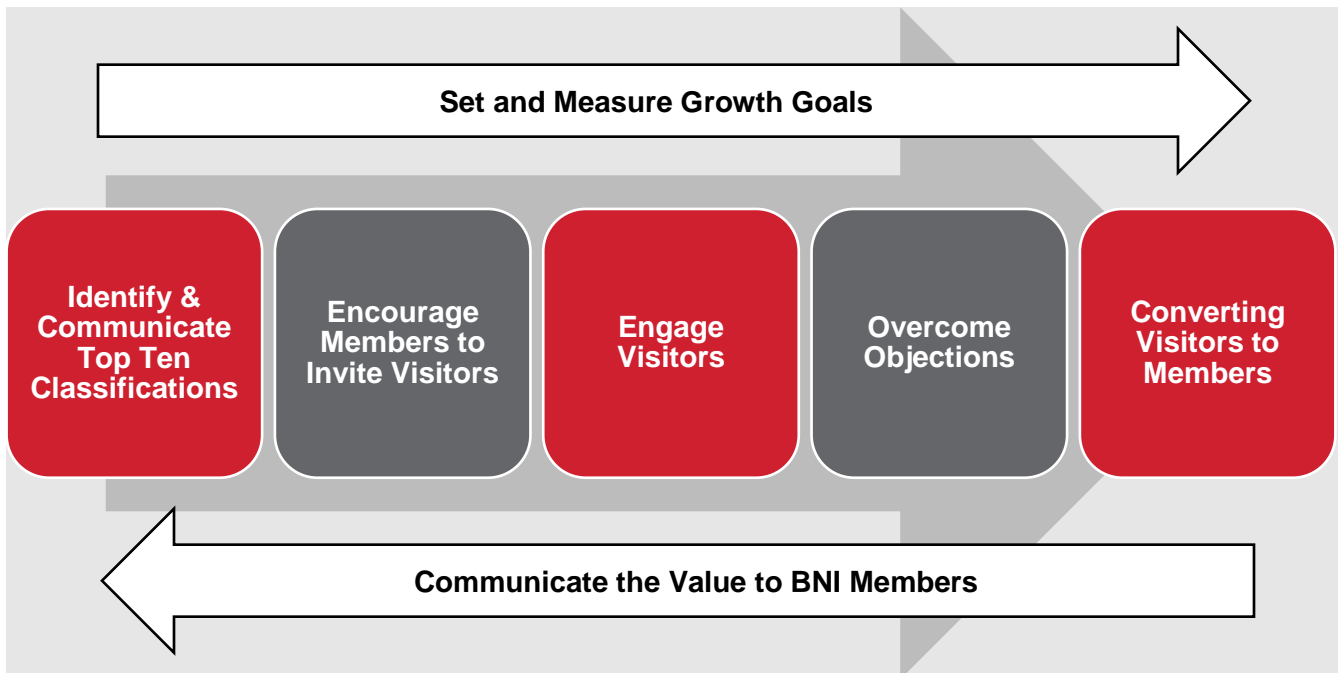 Set and Measure Growth Goals
Identify &
Communicate
Top Ten
Classifications
Encourage
Members to
Invite Visitors
Engage
Visitors
Overcome
Objections
Converting
Visitors to
Members
Communicate the Value to BNI Members